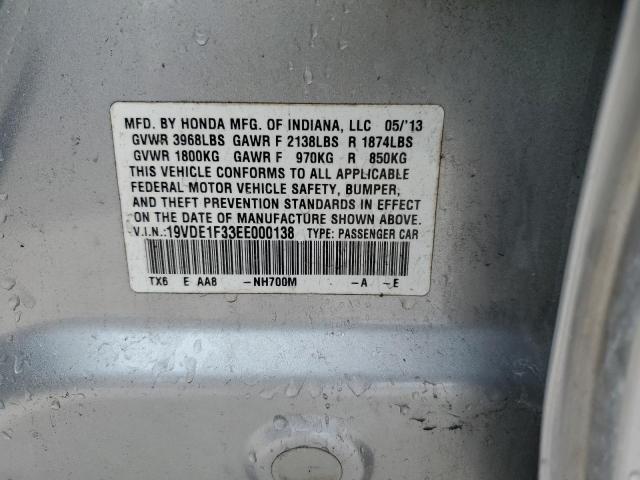 MFD. BY HONDA MFG. OF INDIANA, LLC 05/'13
GVWR 3968LBS GAWR F 2138LBS R 1874LBS
GVWR 1800KG GAWR F 970KG R 850KG
THIS VEHICLE CONFORMS TO ALL APPLICABLE
FEDERAL MOTOR VEHICLE SAFETY, BUMPER,
AND THEFT PREVENTION STANDARDS IN EFFECT
ON THE DATE OF MANUFACTURE SHOWN ABOVE.
V.I.N.:19VDE1F33EE000138 TYPE: PASSENGER CAR
TX6 E AA8 -NH700M -A -E